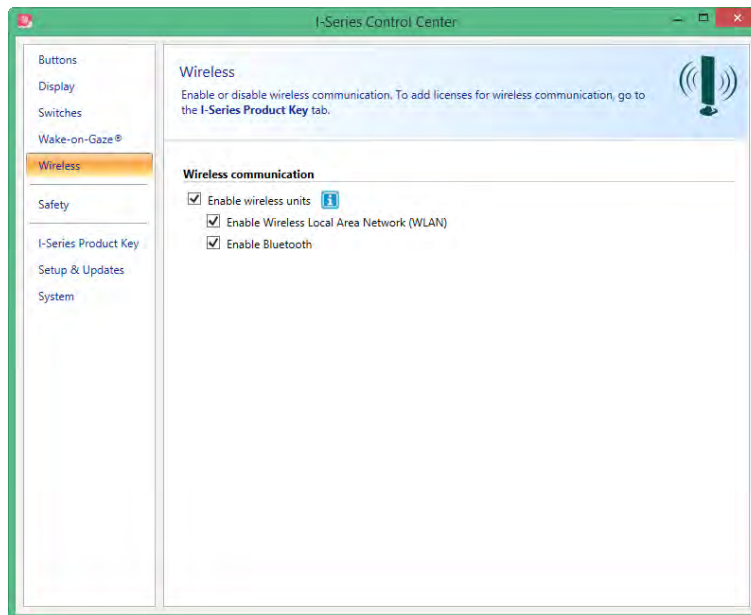 I-Series Control Center
Buttons
Display
Switches
Wake-on-Gaze®
Wireless
Safety
I-Series Product Key
Setup & Updates
System
Wireless
Enable or disable wireless communication. To add licenses for wireless communication, go to
the I-Series Product Key tab.
Wireless communication
Enable wireless units
Enable Wireless Local Area Network (WLAN)
Enable Bluetooth